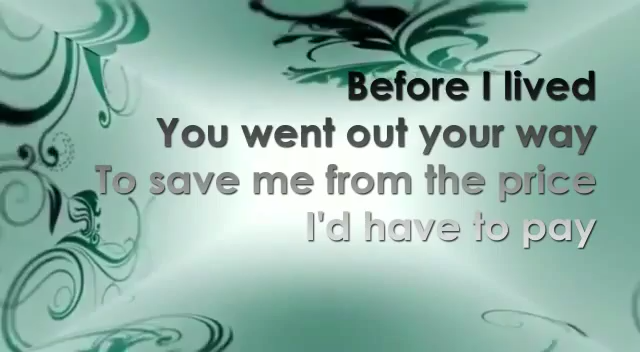 Before I lived
You went out your way
To save me from the price
I'd have to pay